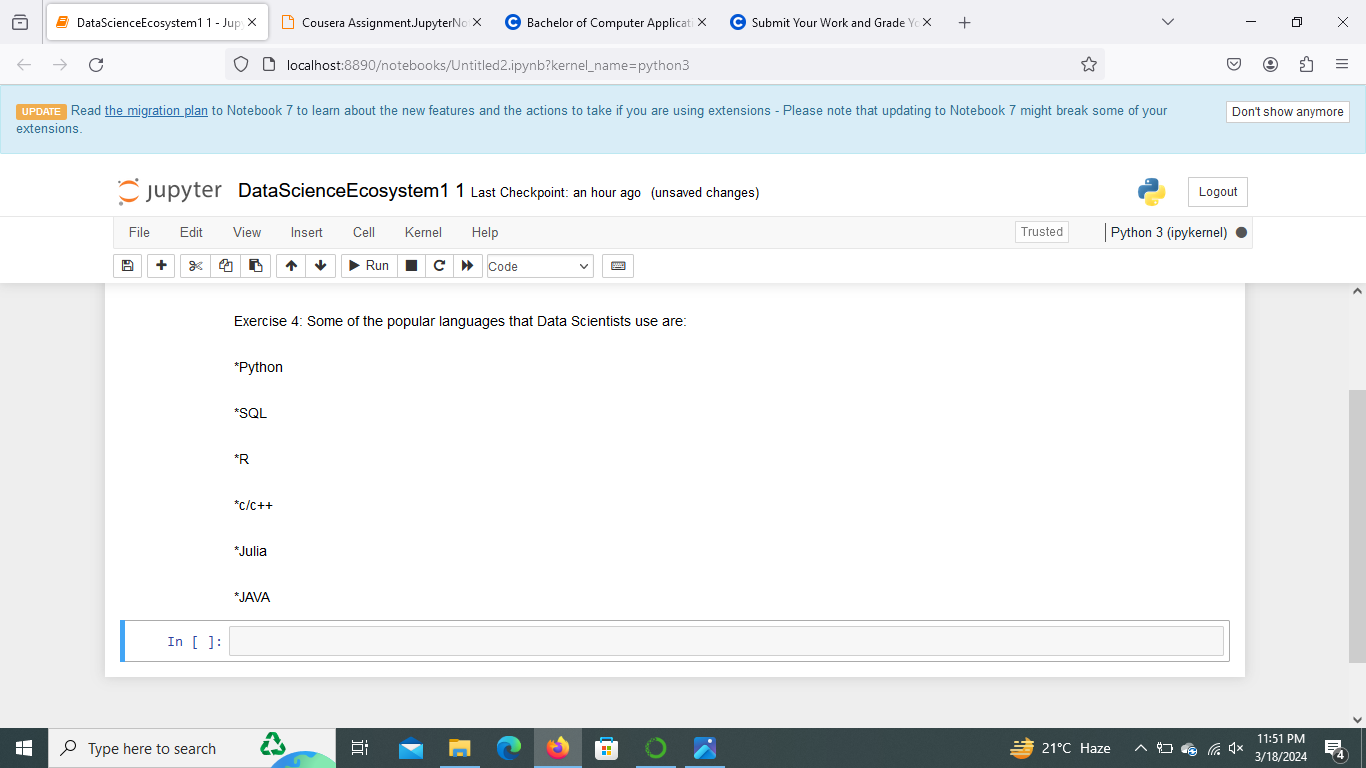 DataScienceEcosystem1 1 - Jup
Cousera Assignment.JupyterNo
Bachelor of Computer Applicati
Submit Your Work and Grade Yo
localhost:8890/notebooks/Untitled2.ipynb?kernel_name=python3
UPDATE Read the migration plan to Notebook 7 to learn about the new features and the actions to take if you are using extensions - Please note that updating to Notebook 7 might break some of your
extensions.
Don't show anymore
jupyter DataScienceEcosystem1 1 Last Checkpoint: an hour ago (unsaved changes)
Logout
File Edit View Insert Cell Kernel Help
Trusted
Python 3 (ipykernel)
Run
Code
Exercise 4: Some of the popular languages that Data Scientists use are:
*Python
*SQL
*R
*c/c++
*Julia
*JAVA
In [ ]:
Type here to search
21°C Haze
11:51 PM
3/18/2024
4